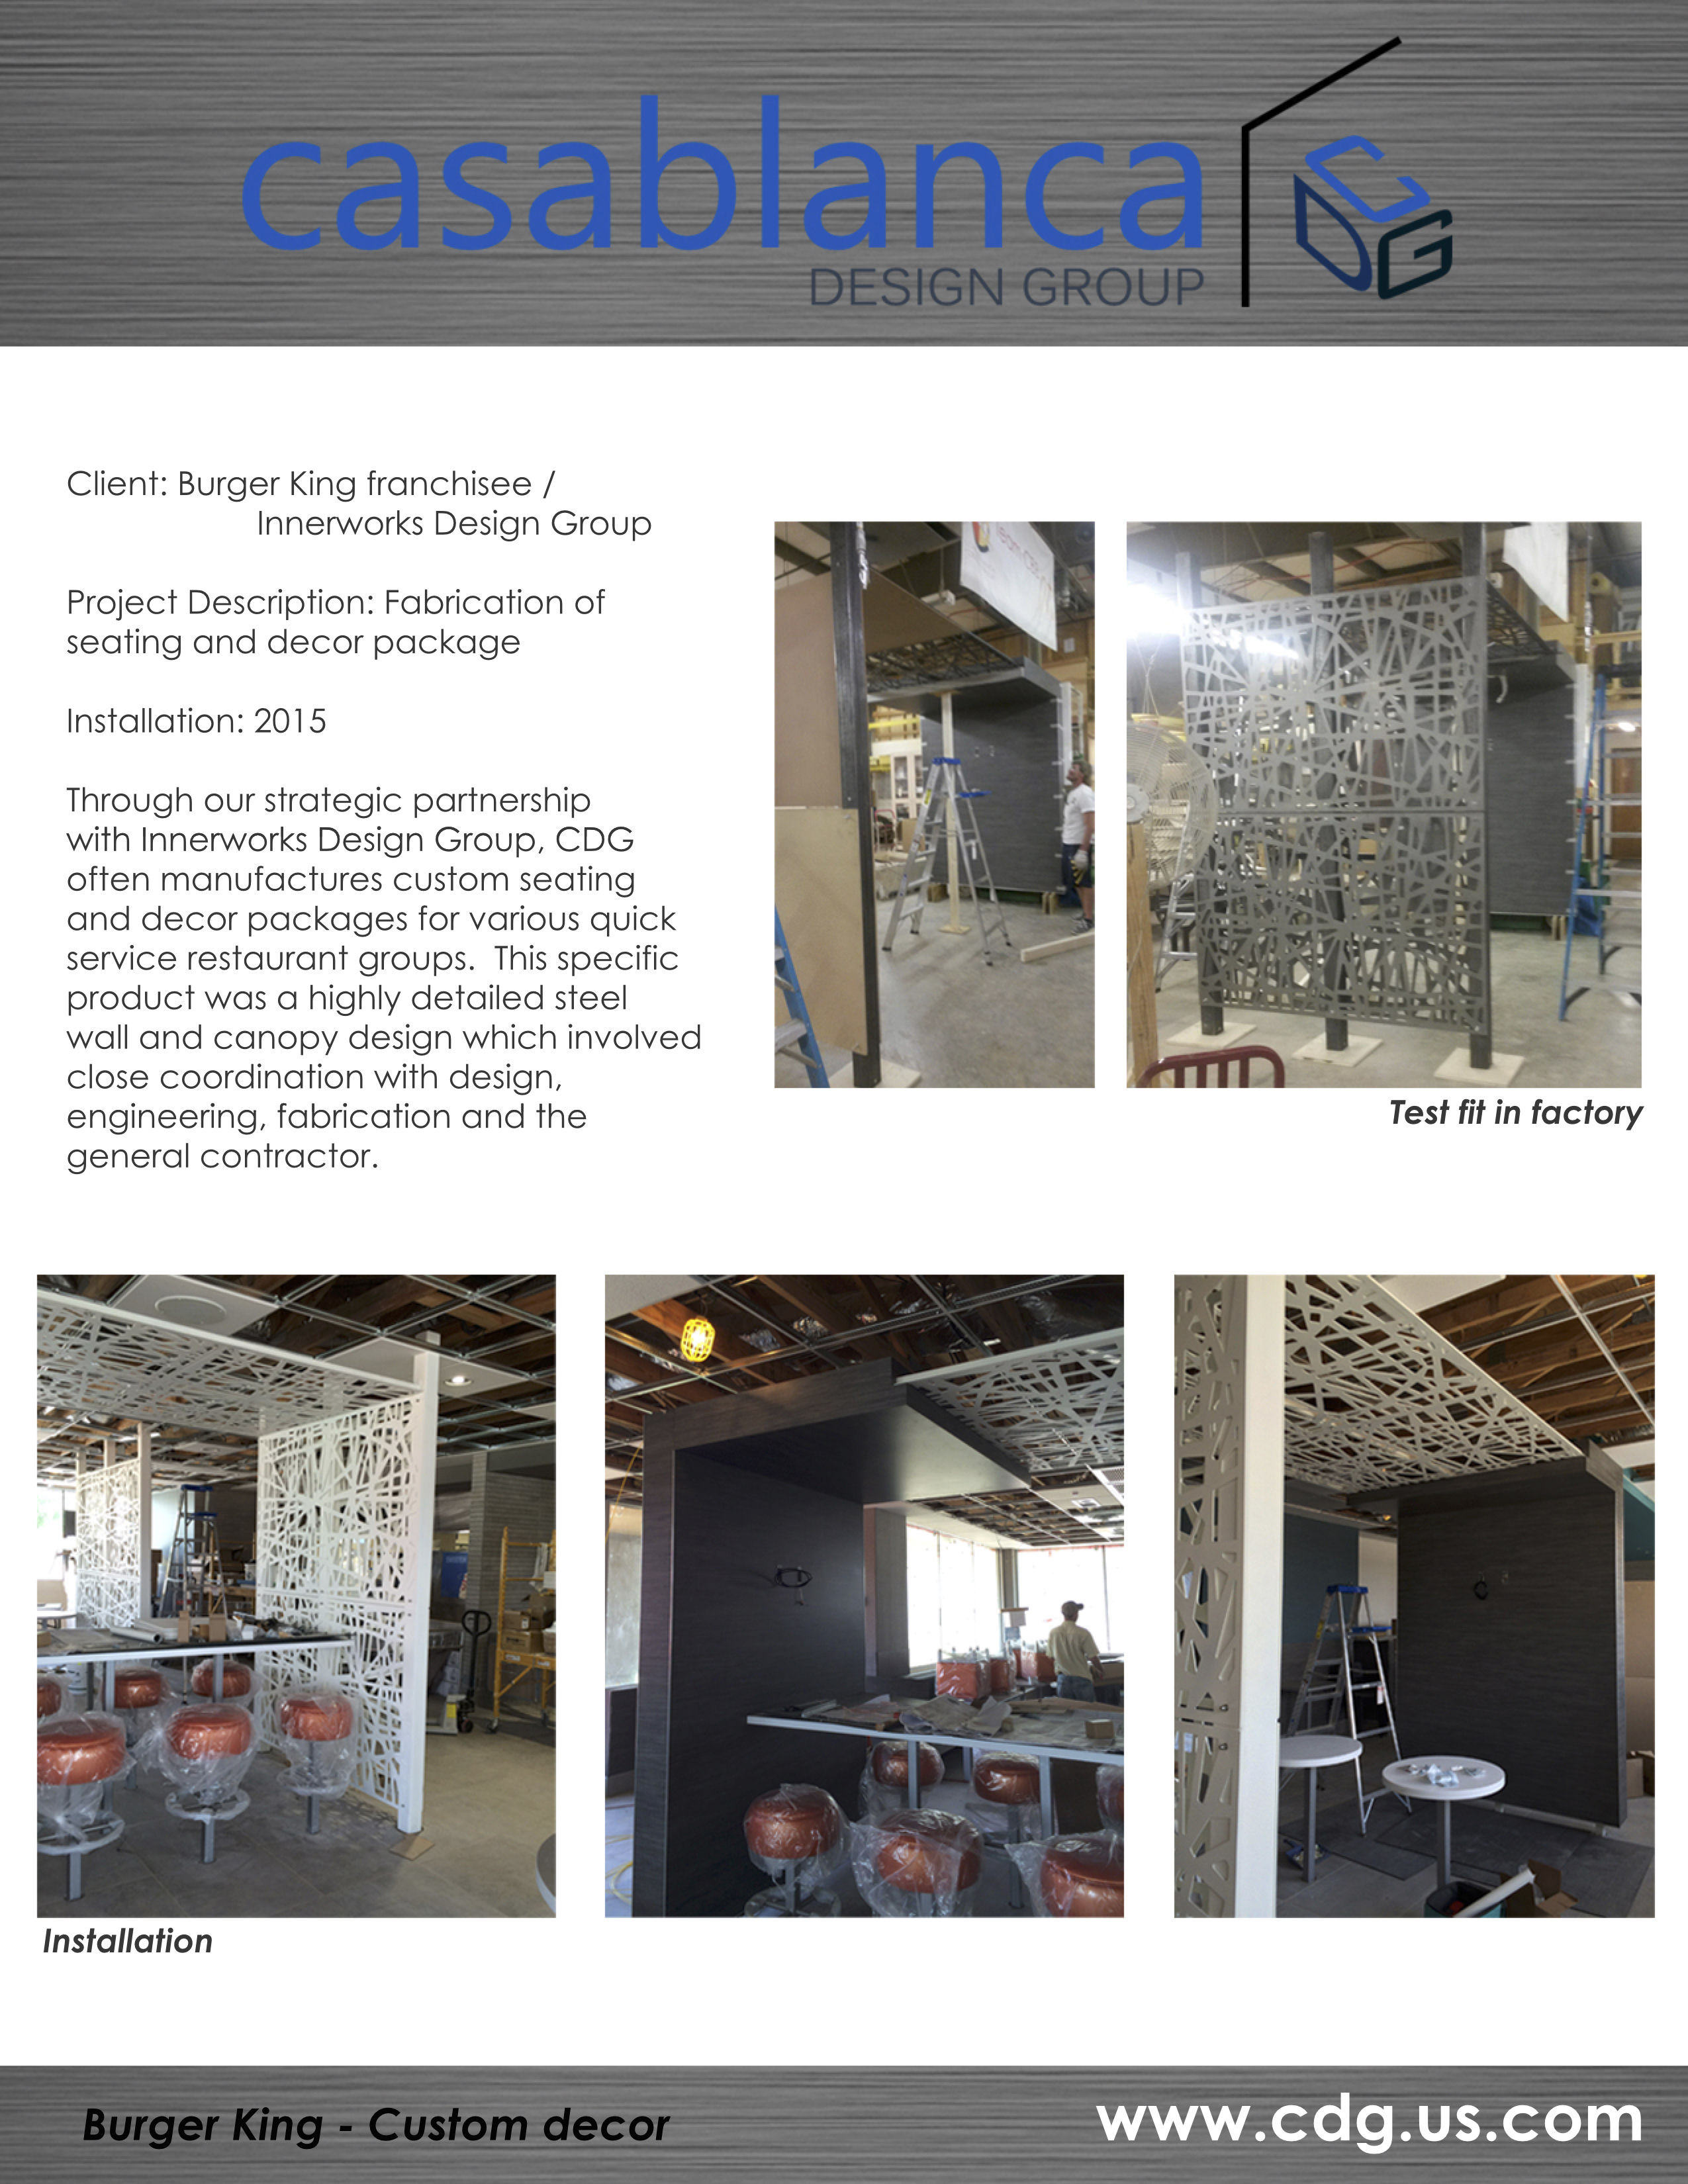 casablanca
DESIGN GROUP
CDG
Client: Burger King franchisee /
Innerworks Design Group
Project Description: Fabrication of
seating and decor package
Installation: 2015
Through our strategic partnership
with Innerworks Design Group, CDG
often manufactures custom seating
and decor packages for various quick
service restaurant groups.  This specific
product was a highly detailed steel
wall and canopy design which involved
close coordination with design,
engineering, fabrication and the
general contractor.
Test fit in factory
Installation
Burger King - Custom decor
www.cdg.us.com